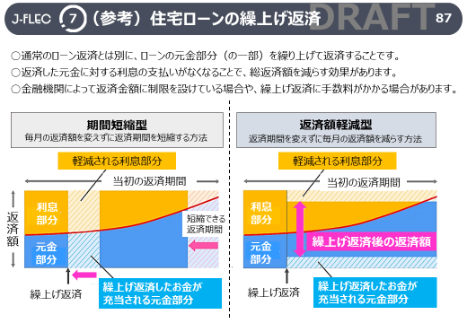 J-FLEC 7 (参考)住宅ローンの繰上げ返済 DRAFT 87
○通常のローン返済とは別に、ローンの元金部分(の一部)を繰り上げて返済することです。
○返済した元金に対する利息の支払いがなくなることで、総返済額を減らす効果があります。
○金融機関によって返済金額に制限を設けている場合や、繰上げ返済に手数料がかかる場合があります。
期間短縮型
毎月の返済額を変えずに返済期間を短縮する方法
軽減される利息部分
当初の返済期間
返済額
利息
部分
元金
部分
短縮できる
返済期間
繰上げ返済
繰上げ返済したお金が
充当される元金部分
返済額軽減型
返済期間を変えずに毎月の返済額を減らす方法
軽減される利息部分
当初の返済期間
利息
部分
元金
部分
繰上げ返済後の返済額
繰上げ返済
繰上げ返済したお金が
充当される元金部分